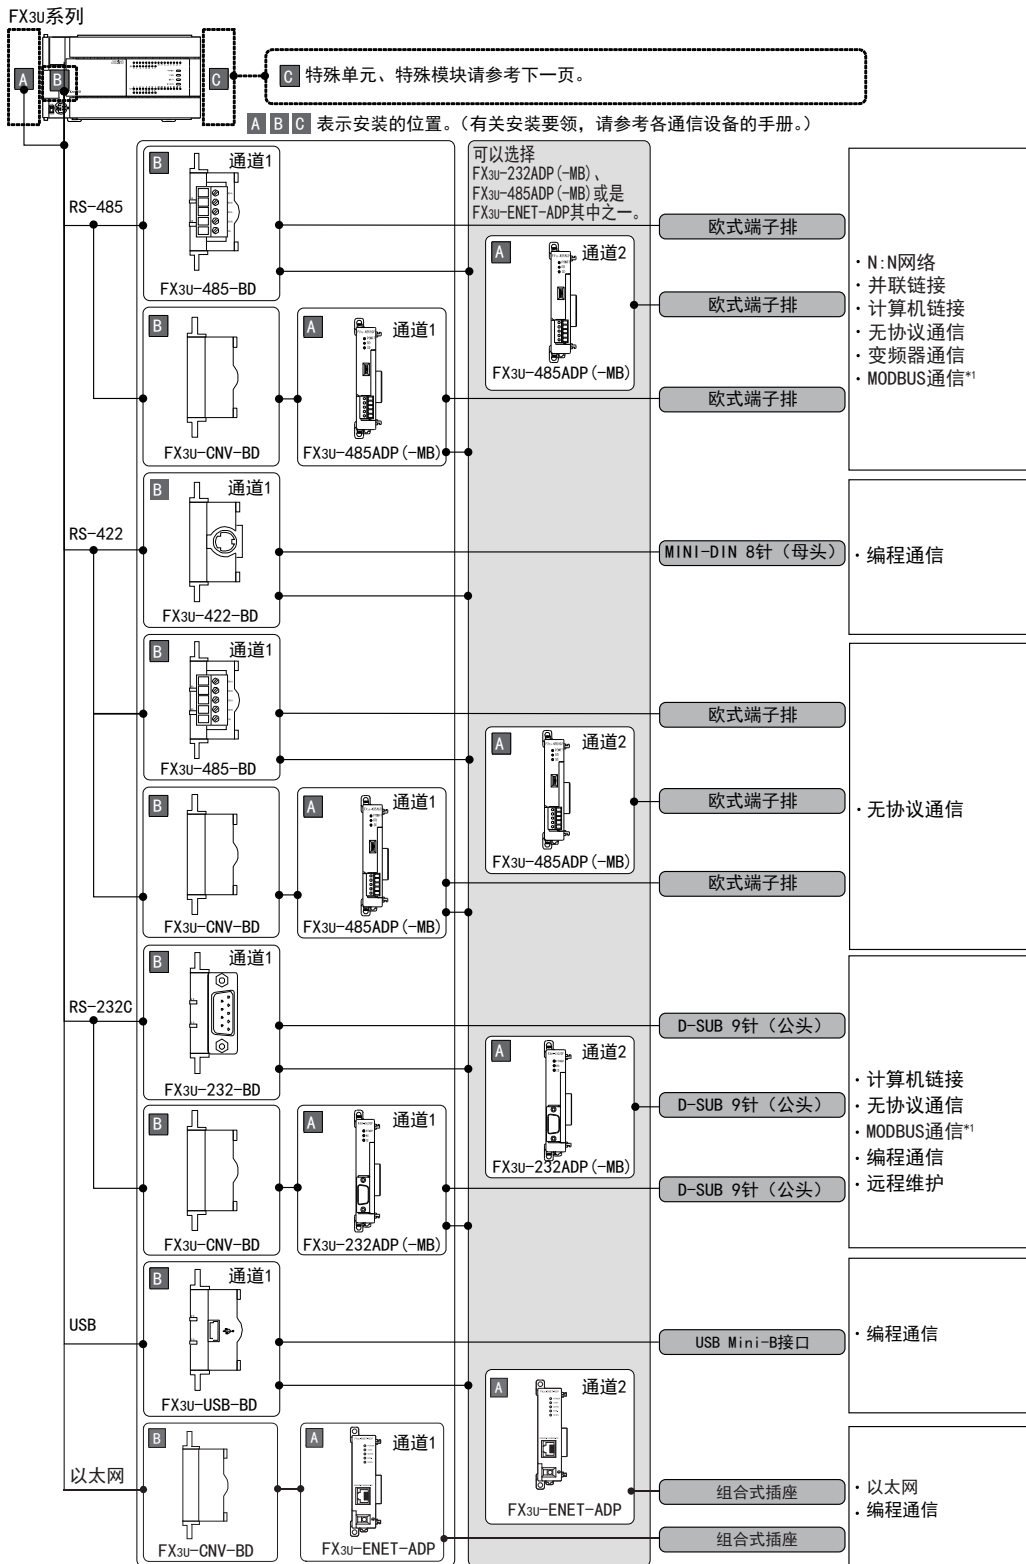 FX3U系列
A
B
C
C 特殊单元、特殊模块请参考下一页。
A B C 表示安装的位置。(有关安装要领，请参考各通信设备的手册。)
可以选择
FX3U-232ADP(-MB)、
FX3U-485ADP(-MB)或是
FX3U-ENET-ADP其中之一。
RS-485
B 通道1
FX3U-485-BD
欧式端子排
A 通道2
FX3U-485ADP(-MB)
欧式端子排
B
FX3U-CNV-BD
A 通道1
FX3U-485ADP(-MB)
欧式端子排
・N:N网络
・并联链接
・计算机链接
・无协议通信
・变频器通信
・MODBUS通信*1
RS-422
B 通道1
FX3U-422-BD
MINI-DIN 8针（母头）
・编程通信
B 通道1
FX3U-485-BD
欧式端子排
A 通道2
FX3U-485ADP(-MB)
欧式端子排
B
FX3U-CNV-BD
A 通道1
FX3U-485ADP(-MB)
欧式端子排
・无协议通信
RS-232C
B 通道1
FX3U-232-BD
D-SUB 9针（公头）
A 通道2
FX3U-232ADP(-MB)
D-SUB 9针（公头）
B
FX3U-CNV-BD
A 通道1
FX3U-232ADP(-MB)
D-SUB 9针（公头）
・计算机链接
・无协议通信
・MODBUS通信*1
・编程通信
・远程维护
USB
B 通道1
FX3U-USB-BD
USB Mini-B接口
・编程通信
A 通道2
FX3U-ENET-ADP
组合式插座
以太网
B
FX3U-CNV-BD
A 通道1
FX3U-ENET-ADP
组合式插座
・以太网
・编程通信